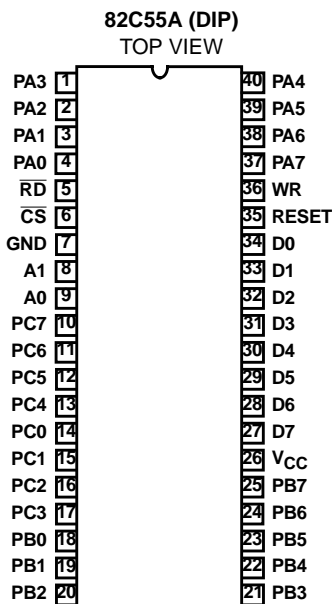 82C55A (DIP)
TOP VIEW
PA3 1 40 PA4
PA2 2 39 PA5
PA1 3 38 PA6
PA0 4 37 PA7
R̅D̅ 5 36 WR
C̅S̅ 6 35 RESET
GND 7 34 D0
A1 8 33 D1
A0 9 32 D2
PC7 10 31 D3
PC6 11 30 D4
PC5 12 29 D5
PC4 13 28 D6
PC0 14 27 D7
PC1 15 26 VCC
PC2 16 25 PB7
PC3 17 24 PB6
PB0 18 23 PB5
PB1 19 22 PB4
PB2 20 21 PB3